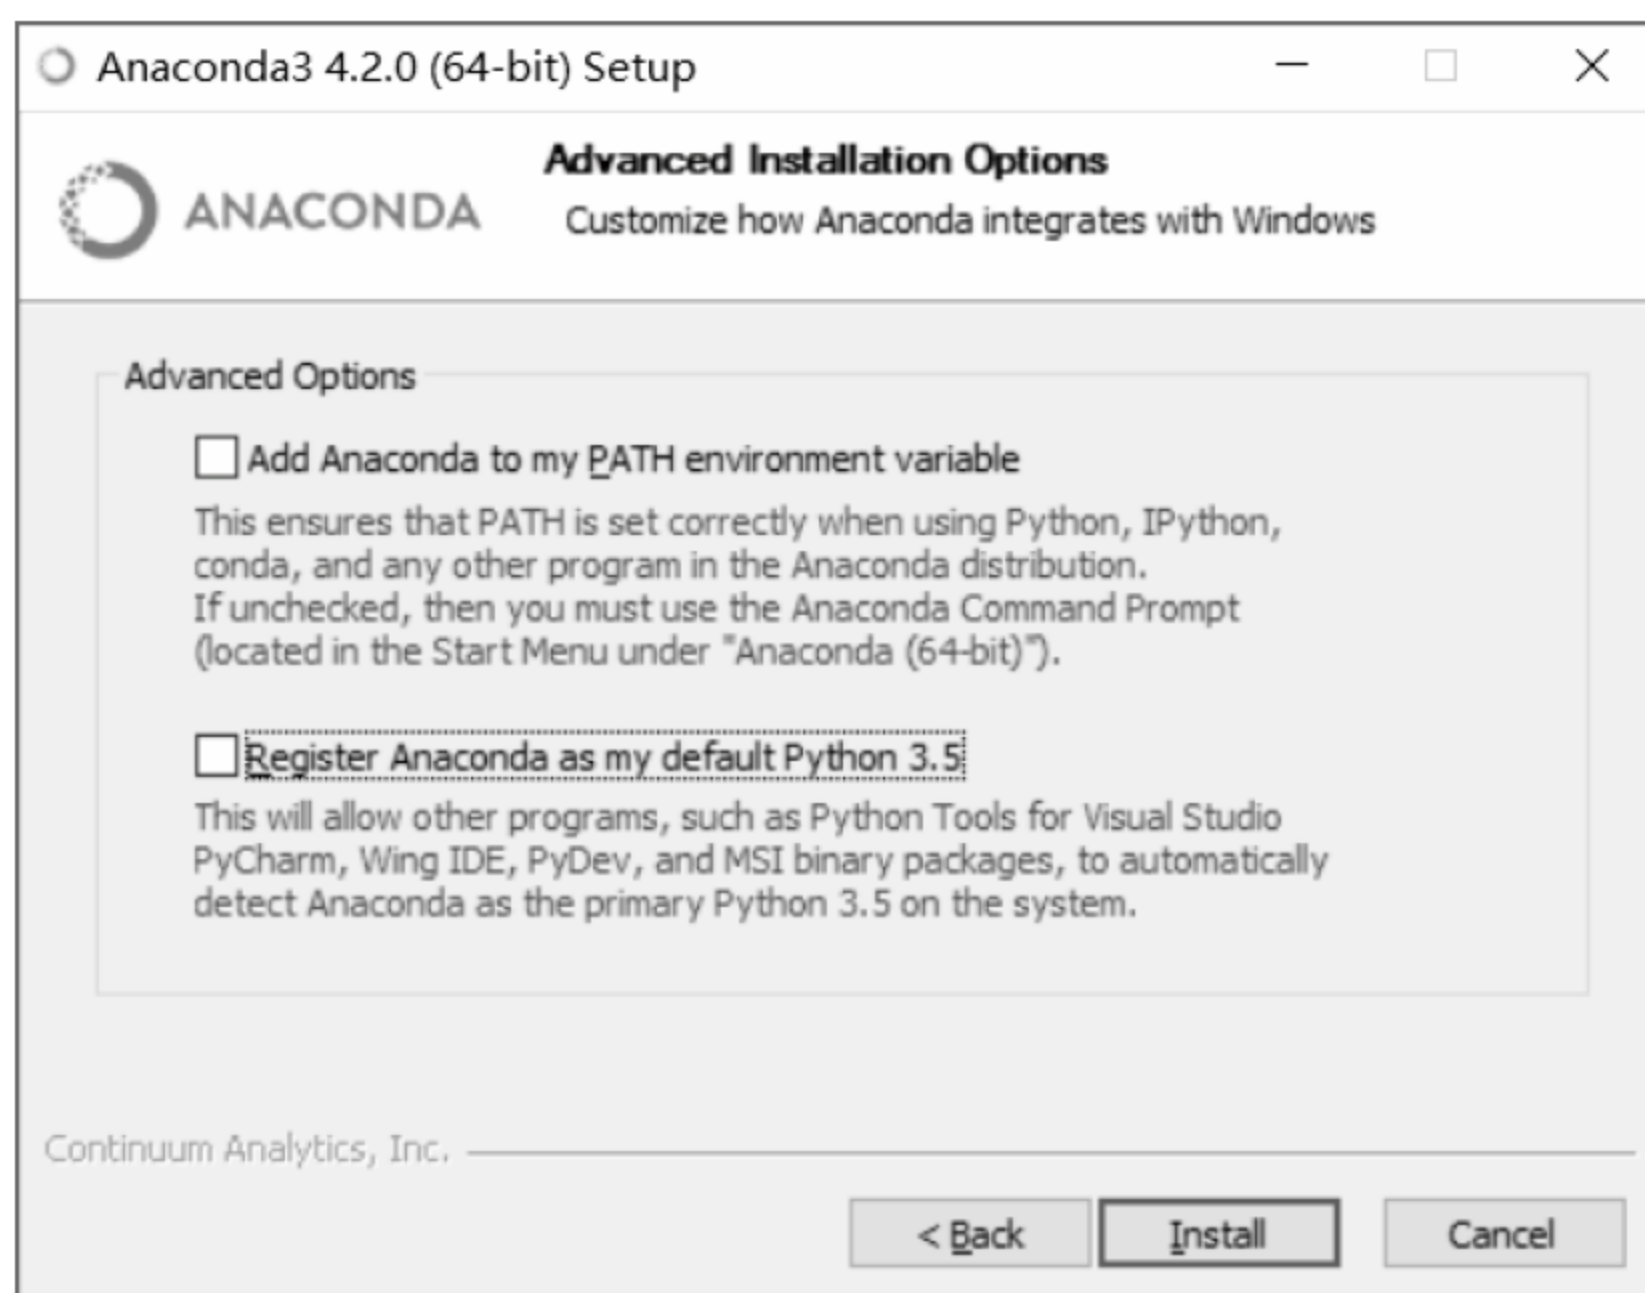 Anaconda3 4.2.0 (64-bit) Setup
ANACONDA
Advanced Installation Options
Customize how Anaconda integrates with Windows
Advanced Options
Add Anaconda to my PATH environment variable
This ensures that PATH is set correctly when using Python, IPython,
conda, and any other program in the Anaconda distribution.
If unchecked, then you must use the Anaconda Command Prompt
(located in the Start Menu under "Anaconda (64-bit)").
Register Anaconda as my default Python 3.5
This will allow other programs, such as Python Tools for Visual Studio
PyCharm, Wing IDE, PyDev, and MSI binary packages, to automatically
detect Anaconda as the primary Python 3.5 on the system.
Continuum Analytics, Inc.
< Back Install Cancel